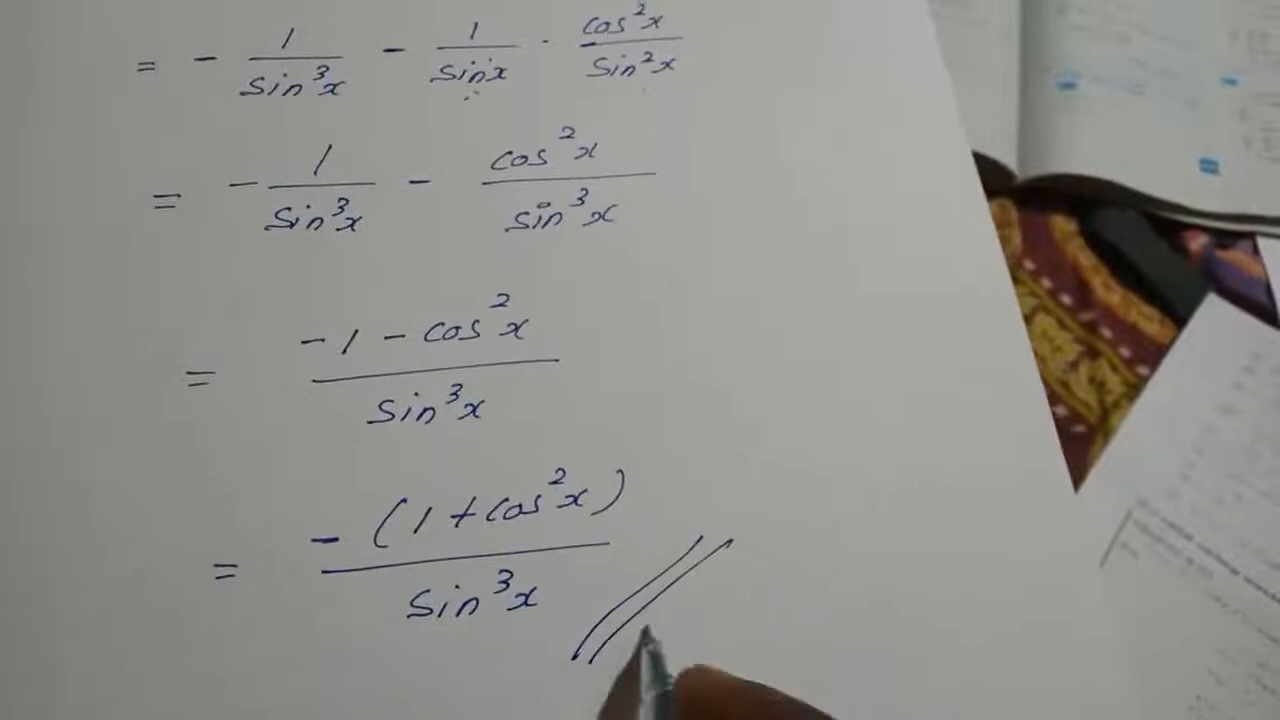 = - 1/sin³x - 1/sinx · cos²x/sin²x
= - 1/sin³x - cos²x/sin³x
= (-1 - cos²x)/sin³x
= -(1 + cos²x)/sin³x